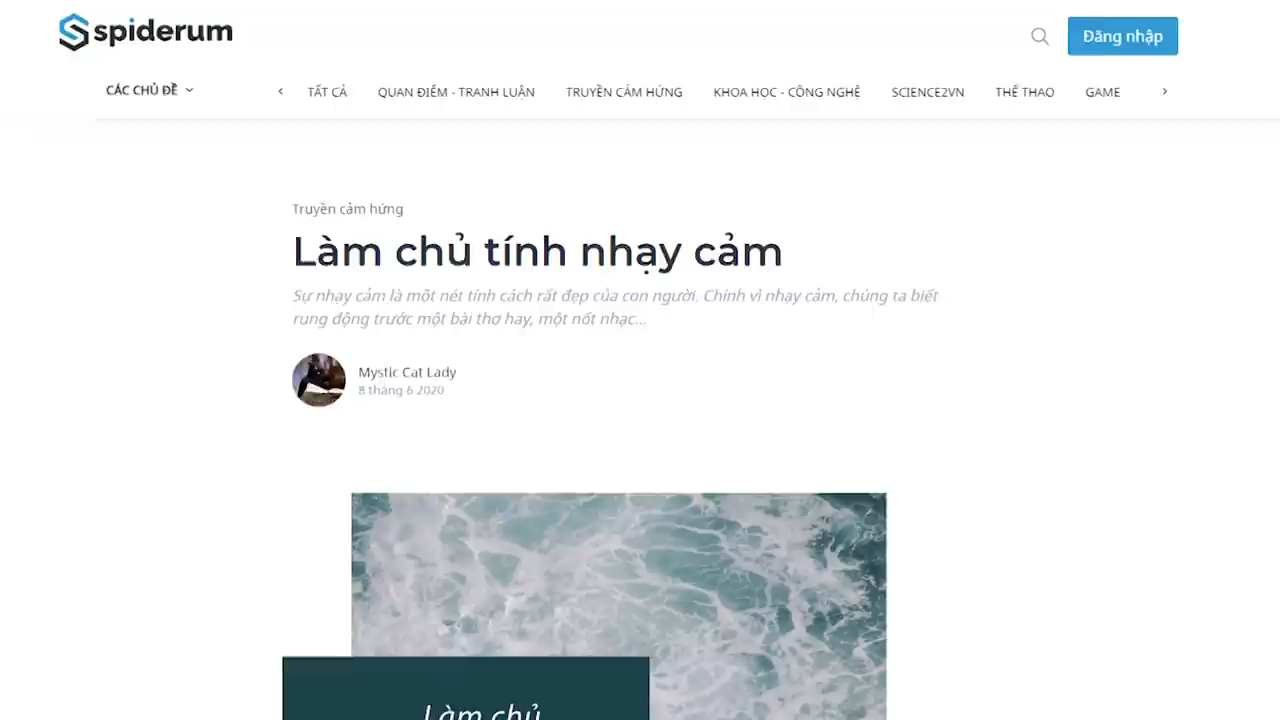 spiderum
Đăng nhập
CÁC CHỦ ĐỀ
TẤT CẢ
QUAN ĐIỂM - TRANH LUẬN
TRUYỀN CẢM HỨNG
KHOA HỌC - CÔNG NGHỆ
SCIENCE2VN
THỂ THAO
GAME
Truyền cảm hứng
Làm chủ tính nhạy cảm
Sự nhạy cảm là một nét tính cách rất đẹp của con người. Chính vì nhạy cảm, chúng ta biết
rung động trước một bài thơ hay, một nốt nhạc...
Mystic Cat Lady
8 tháng 6 2020
Làm chủ